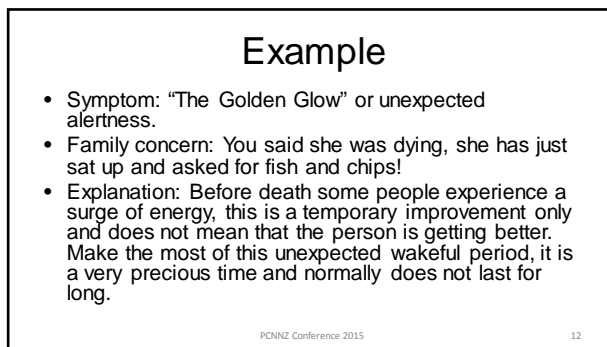 Example
• Symptom: “The Golden Glow” or unexpected
alertness.
• Family concern: You said she was dying, she has just
sat up and asked for fish and chips!
• Explanation: Before death some people experience a
surge of energy, this is a temporary improvement only
and does not mean that the person is getting better.
Make the most of this unexpected wakeful period, it is
a very precious time and normally does not last for
long.
PCNNZ Conference 2015
12